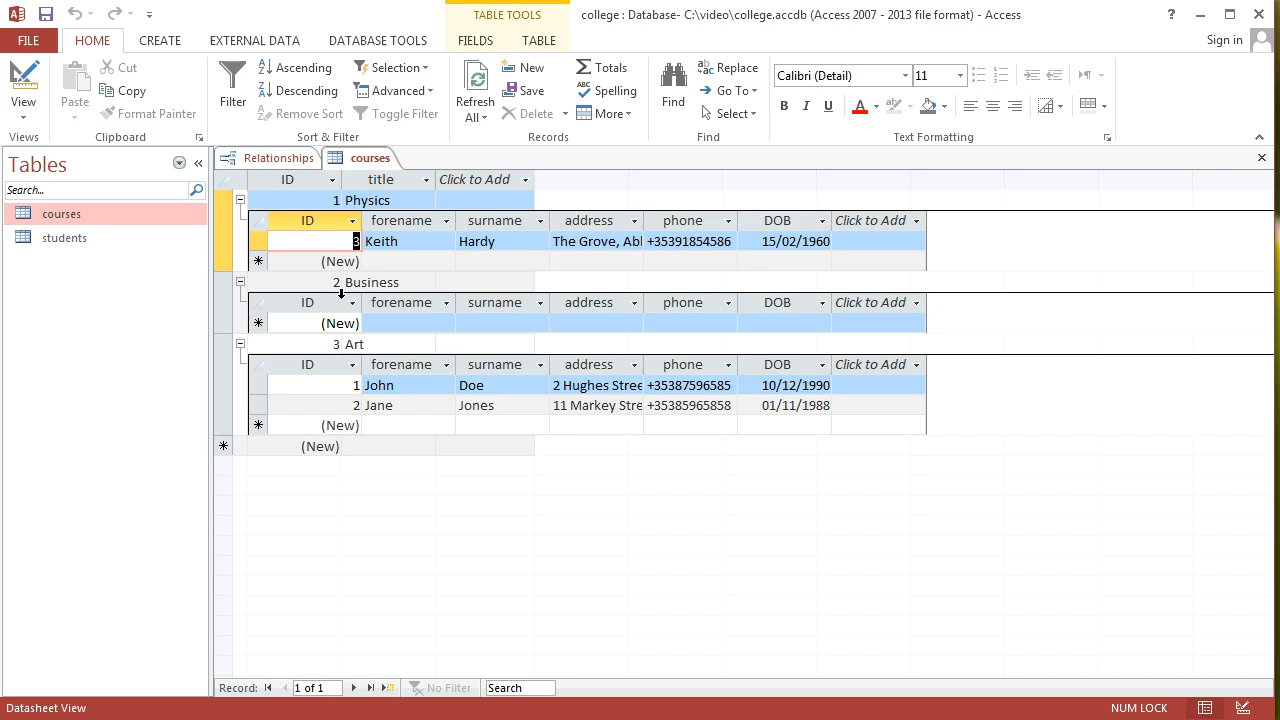 TABLE TOOLS college : Database- C:\video\college.accdb (Access 2007 - 2013 file format) - Access ?
FILE HOME CREATE EXTERNAL DATA DATABASE TOOLS FIELDS TABLE Sign in
View Paste Cut Copy Format Painter
Filter Ascending Descending Remove Sort Selection Advanced Toggle Filter
Refresh All New Save Delete Totals Spelling More
Find Replace Go To Select
Calibri (Detail) 11
B I U A
Views Clipboard Sort & Filter Records Find Text Formatting
Tables Relationships courses
Search...
courses
students
ID title Click to Add
1 Physics
ID forename surname address phone DOB Click to Add
3 Keith Hardy The Grove, Abl +35391854586 15/02/1960
(New)
2 Business
ID forename surname address phone DOB Click to Add
(New)
3 Art
ID forename surname address phone DOB Click to Add
1 John Doe 2 Hughes Stree +35387596585 10/12/1990
2 Jane Jones 11 Markey Stre +35385965858 01/11/1988
(New)
(New)
Record: 1 of 1 No Filter Search
Datasheet View NUM LOCK